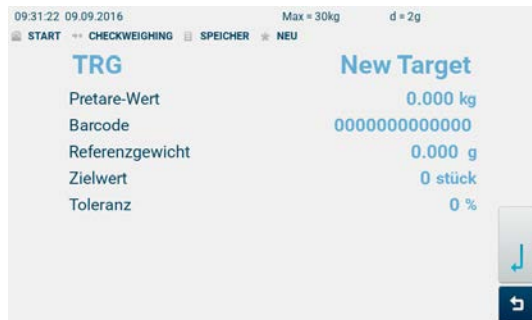 09:31:22 09.09.2016 Max = 30kg d = 2g
START CHECKWEIGHING SPEICHER NEU
TRG New Target
Pretare-Wert 0.000 kg
Barcode 0000000000000
Referenzgewicht 0.000 g
Zielwert 0 stück
Toleranz 0 %